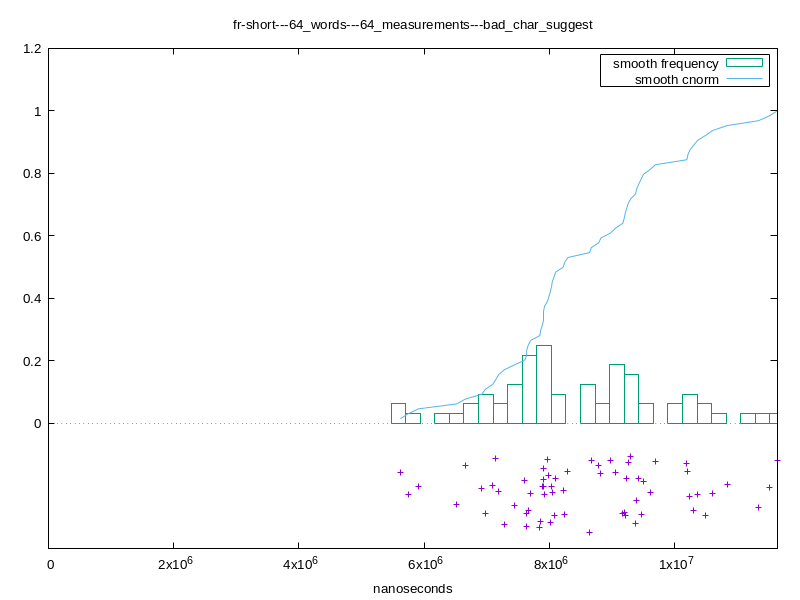 fr-short---64_words---64_measurements---bad_char_suggest
smooth frequency
smooth cnorm
1.2
1
0.8
0.6
0.4
0.2
0
0 2x10^6 4x10^6 6x10^6 8x10^6 1x10^7
nanoseconds